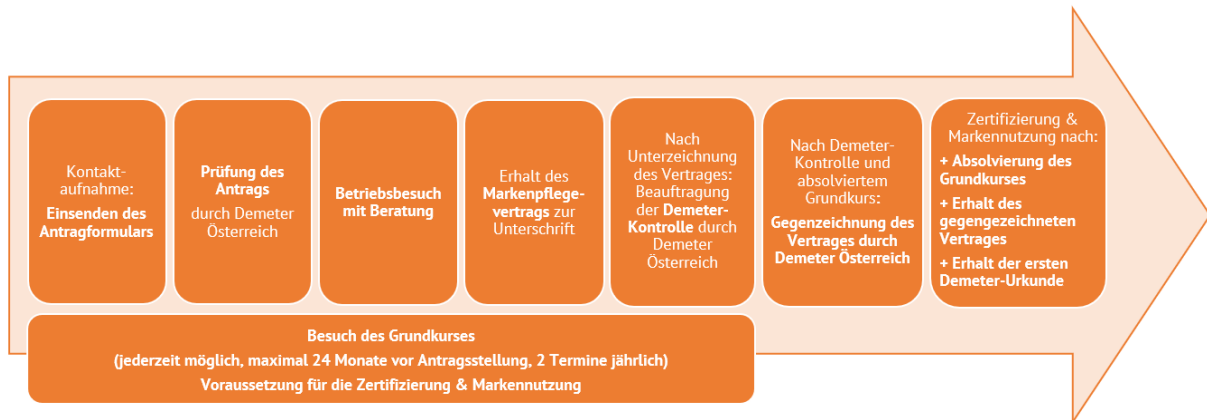 Kontakt-
aufnahme:
Einsenden des
Antragformulars
Prüfung des
Antrags
durch Demeter
Österreich
Betriebsbesuch
mit Beratung
Erhalt des
Markenpflege-
vertrags zur
Unterschrift
Nach
Unterzeichnung
des Vertrages:
Beauftragung
der Demeter-
Kontrolle durch
Demeter
Österreich
Nach Demeter-
Kontrolle und
absolviertem
Grundkurs:
Gegenzeichnung des
Vertrages durch
Demeter Österreich
Zertifizierung &
Markennutzung nach:
+ Absolvierung des
Grundkurses
+ Erhalt des
gegengezeichneten
Vertrages
+ Erhalt der ersten
Demeter-Urkunde
Besuch des Grundkurses
(jederzeit möglich, maximal 24 Monate vor Antragsstellung, 2 Termine jährlich)
Voraussetzung für die Zertifizierung & Markennutzung